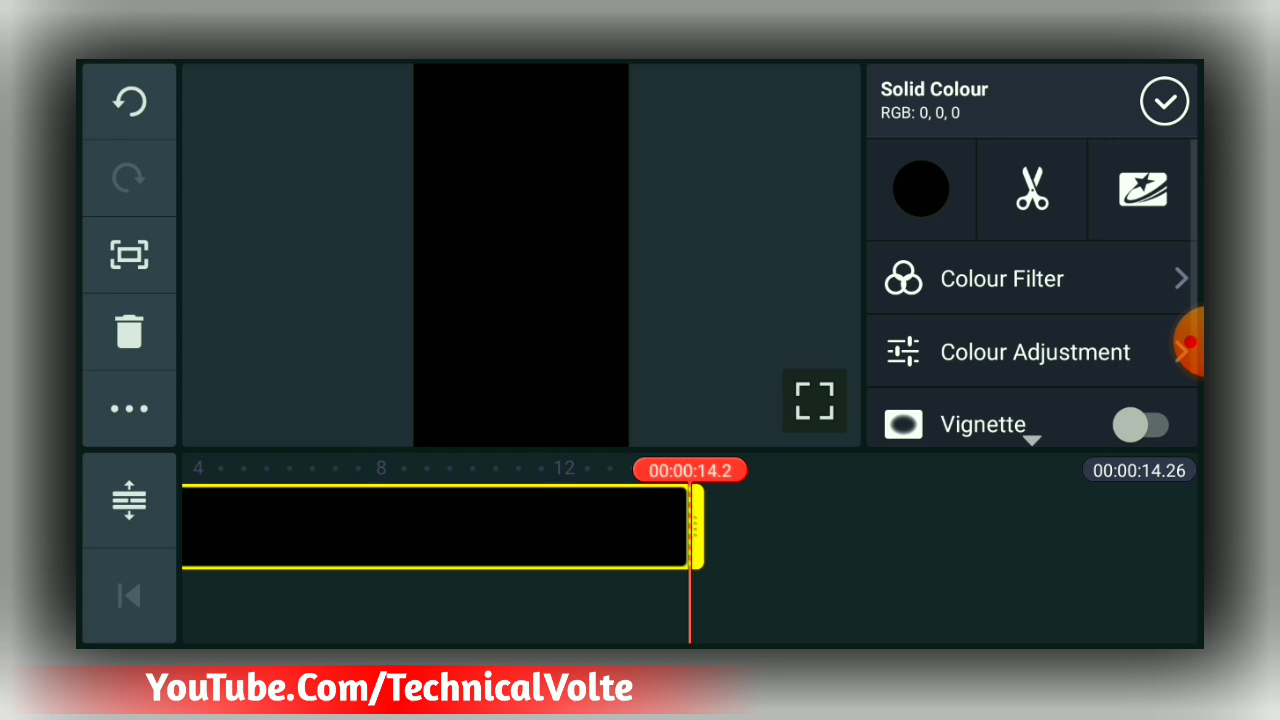 Solid Colour
RGB: 0, 0, 0
Colour Filter
Colour Adjustment
Vignette
4 8 12 00:00:14.2 00:00:14.26
YouTube.Com/TechnicalVolte